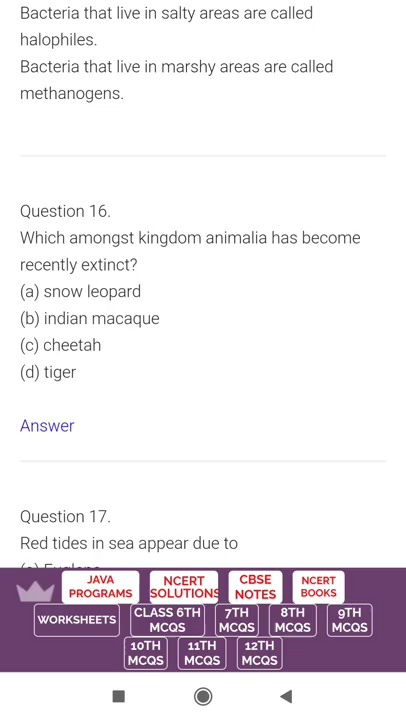 Bacteria that live in salty areas are called
halophiles.
Bacteria that live in marshy areas are called
methanogens.
Question 16.
Which amongst kingdom animalia has become
recently extinct?
(a) snow leopard
(b) indian macaque
(c) cheetah
(d) tiger
Answer
Question 17.
Red tides in sea appear due to
JAVA PROGRAMS
NCERT SOLUTIONS
CBSE NOTES
NCERT BOOKS
WORKSHEETS
CLASS 6TH MCQS
7TH MCQS
8TH MCQS
9TH MCQS
10TH MCQS
11TH MCQS
12TH MCQS